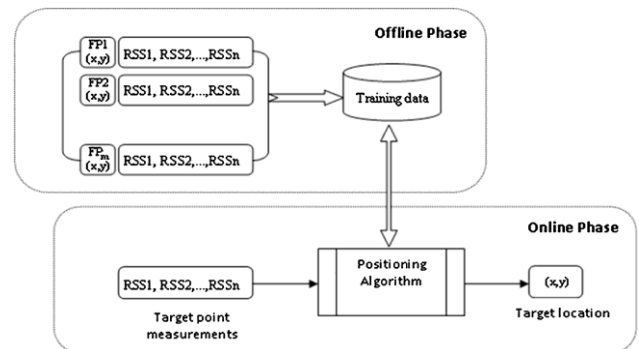 Offline Phase
FP1
(x,y)
RSS1, RSS2,...,RSSn
FP2
(x,y)
RSS1, RSS2,...,RSSn
FPm
(x,y)
RSS1, RSS2,...,RSSn
Training data
Online Phase
RSS1, RSS2,...,RSSn
Target point
measurements
Positioning
Algorithm
(x,y)
Target location